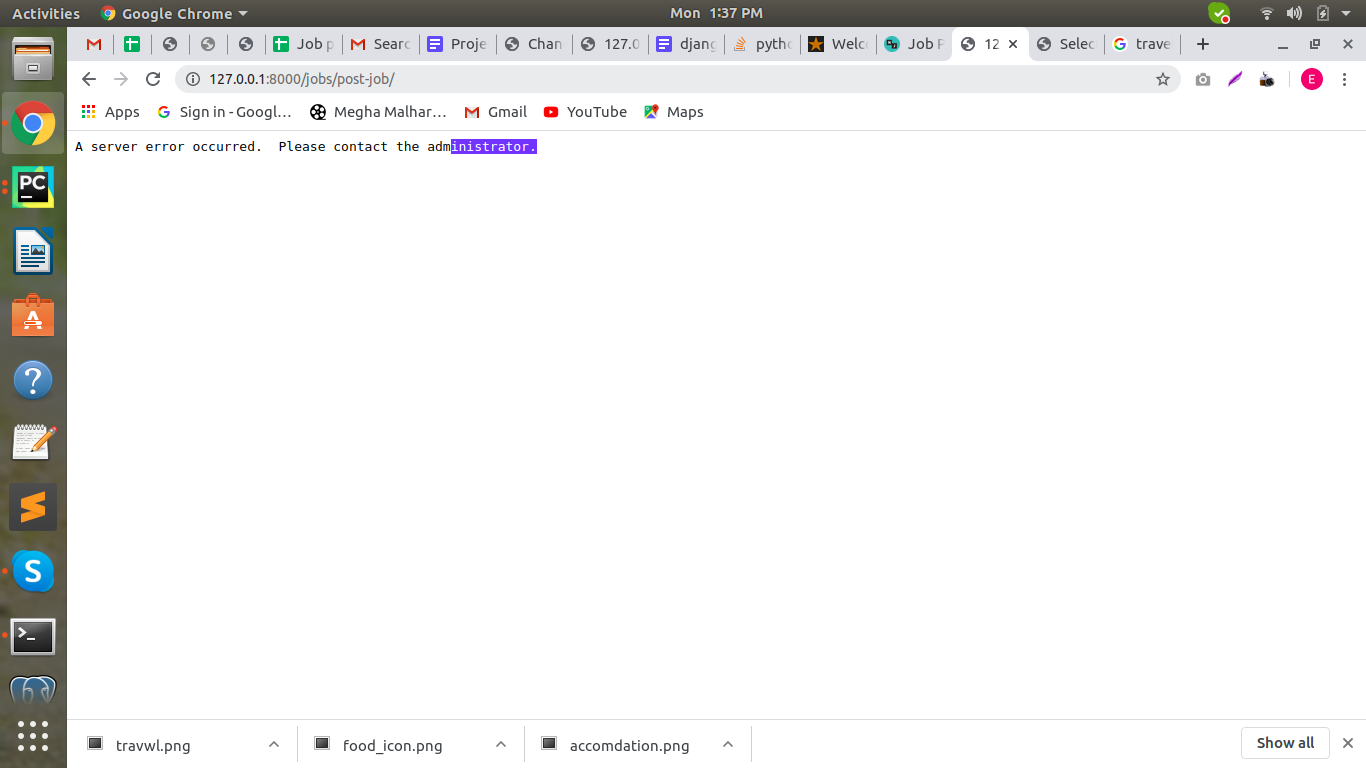 Activities Google Chrome Mon 1:37 PM
Job p Searc Proje Chan 127.0 djang pytho Welco Job P 12 Selec trave
127.0.0.1:8000/jobs/post-job/ E
Apps Sign in - Googl... Megha Malhar... Gmail YouTube Maps
A server error occurred. Please contact the administrator.
PC
S
travwl.png food_icon.png accomdation.png Show all